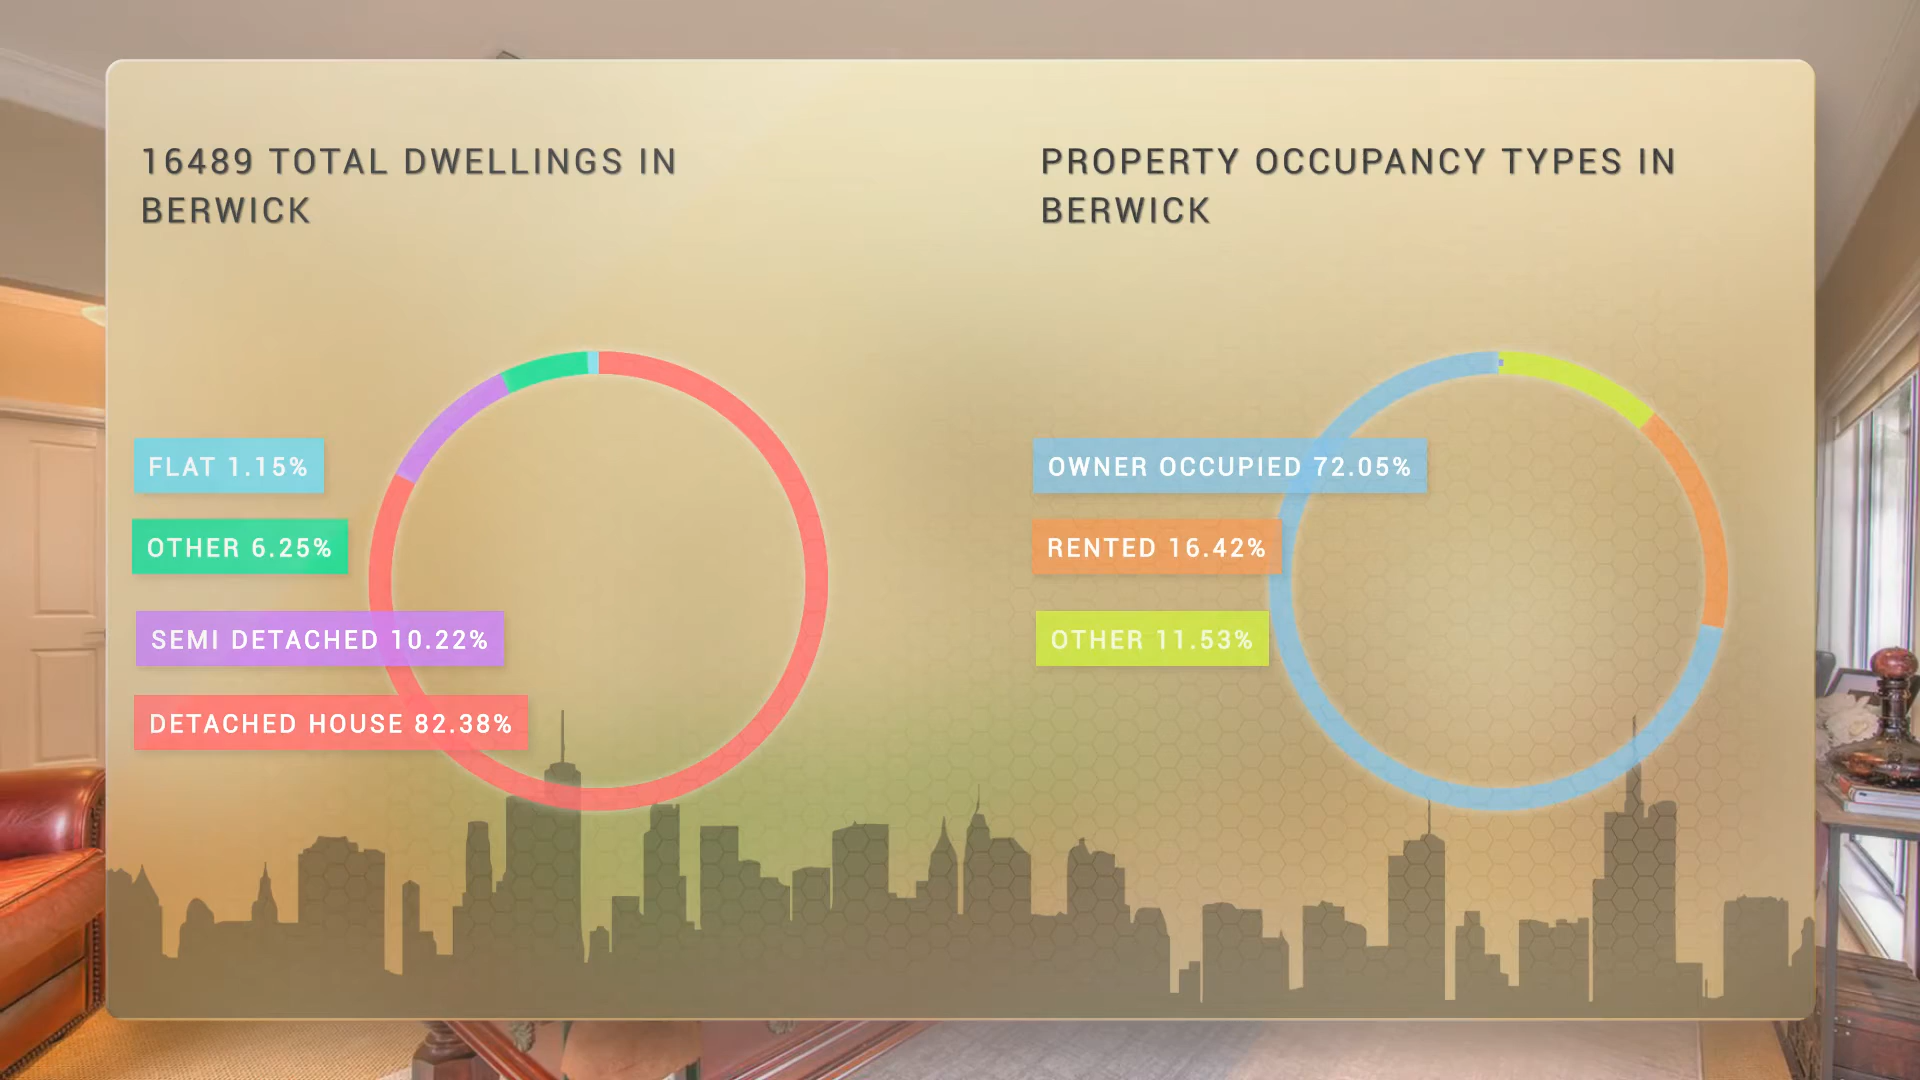 16489 TOTAL DWELLINGS IN
BERWICK
FLAT 1.15%
OTHER 6.25%
SEMI DETACHED 10.22%
DETACHED HOUSE 82.38%
PROPERTY OCCUPANCY TYPES IN
BERWICK
OWNER OCCUPIED 72.05%
RENTED 16.42%
OTHER 11.53%